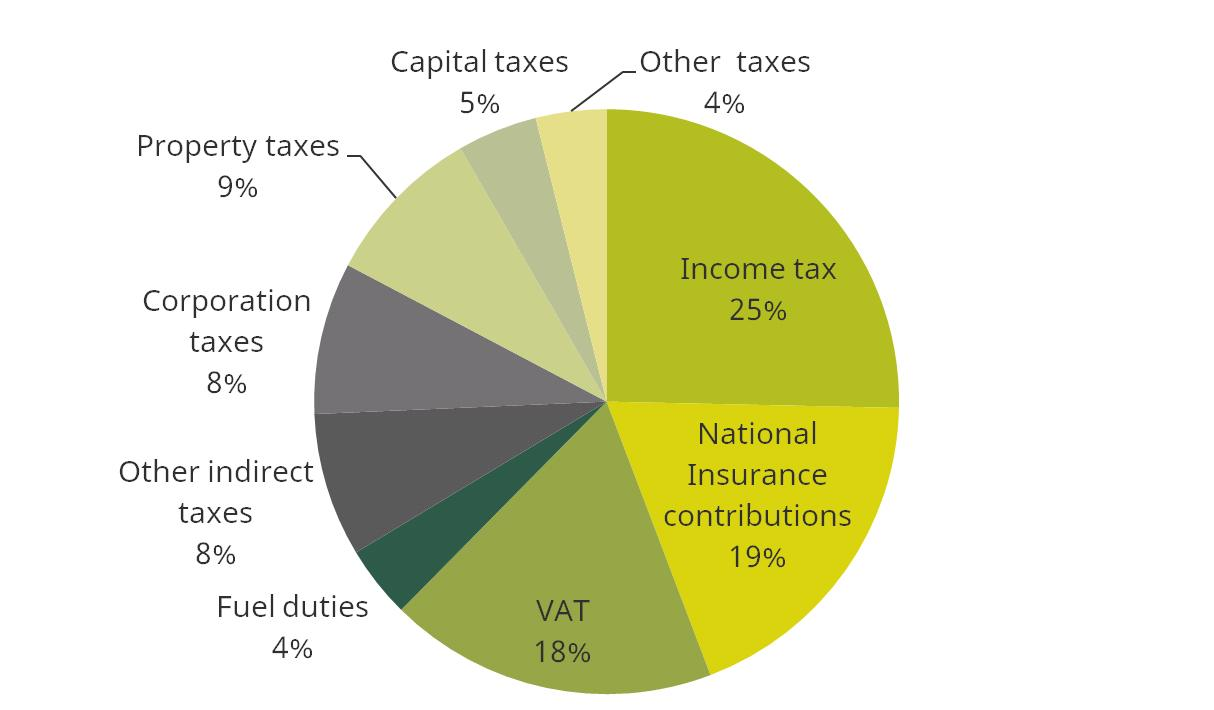 Capital taxes
5%
Other taxes
4%
Property taxes
9%
Income tax
25%
Corporation
taxes
8%
National
Insurance
contributions
19%
Other indirect
taxes
8%
Fuel duties
4%
VAT
18%